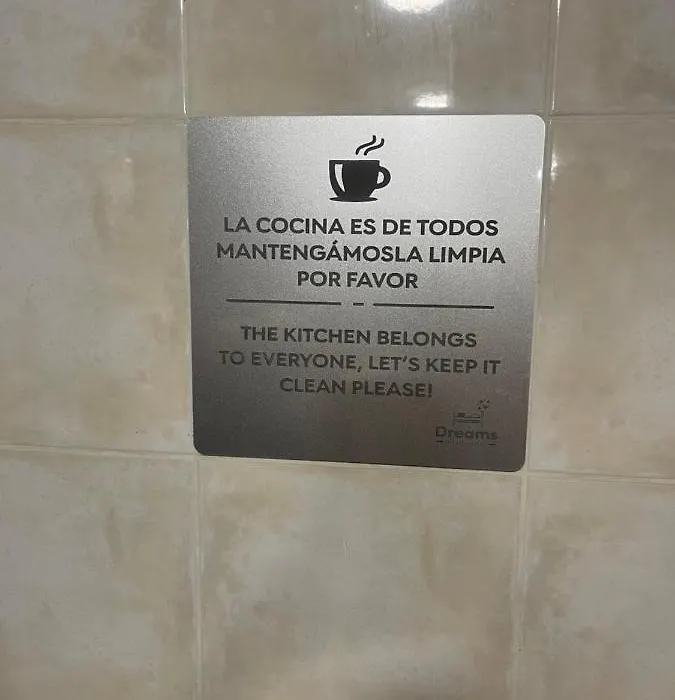 LA COCINA ES DE TODOS
MANTENGÁMOSLA LIMPIA
POR FAVOR
THE KITCHEN BELONGS
TO EVERYONE, LET'S KEEP IT
CLEAN PLEASE!
Dreams